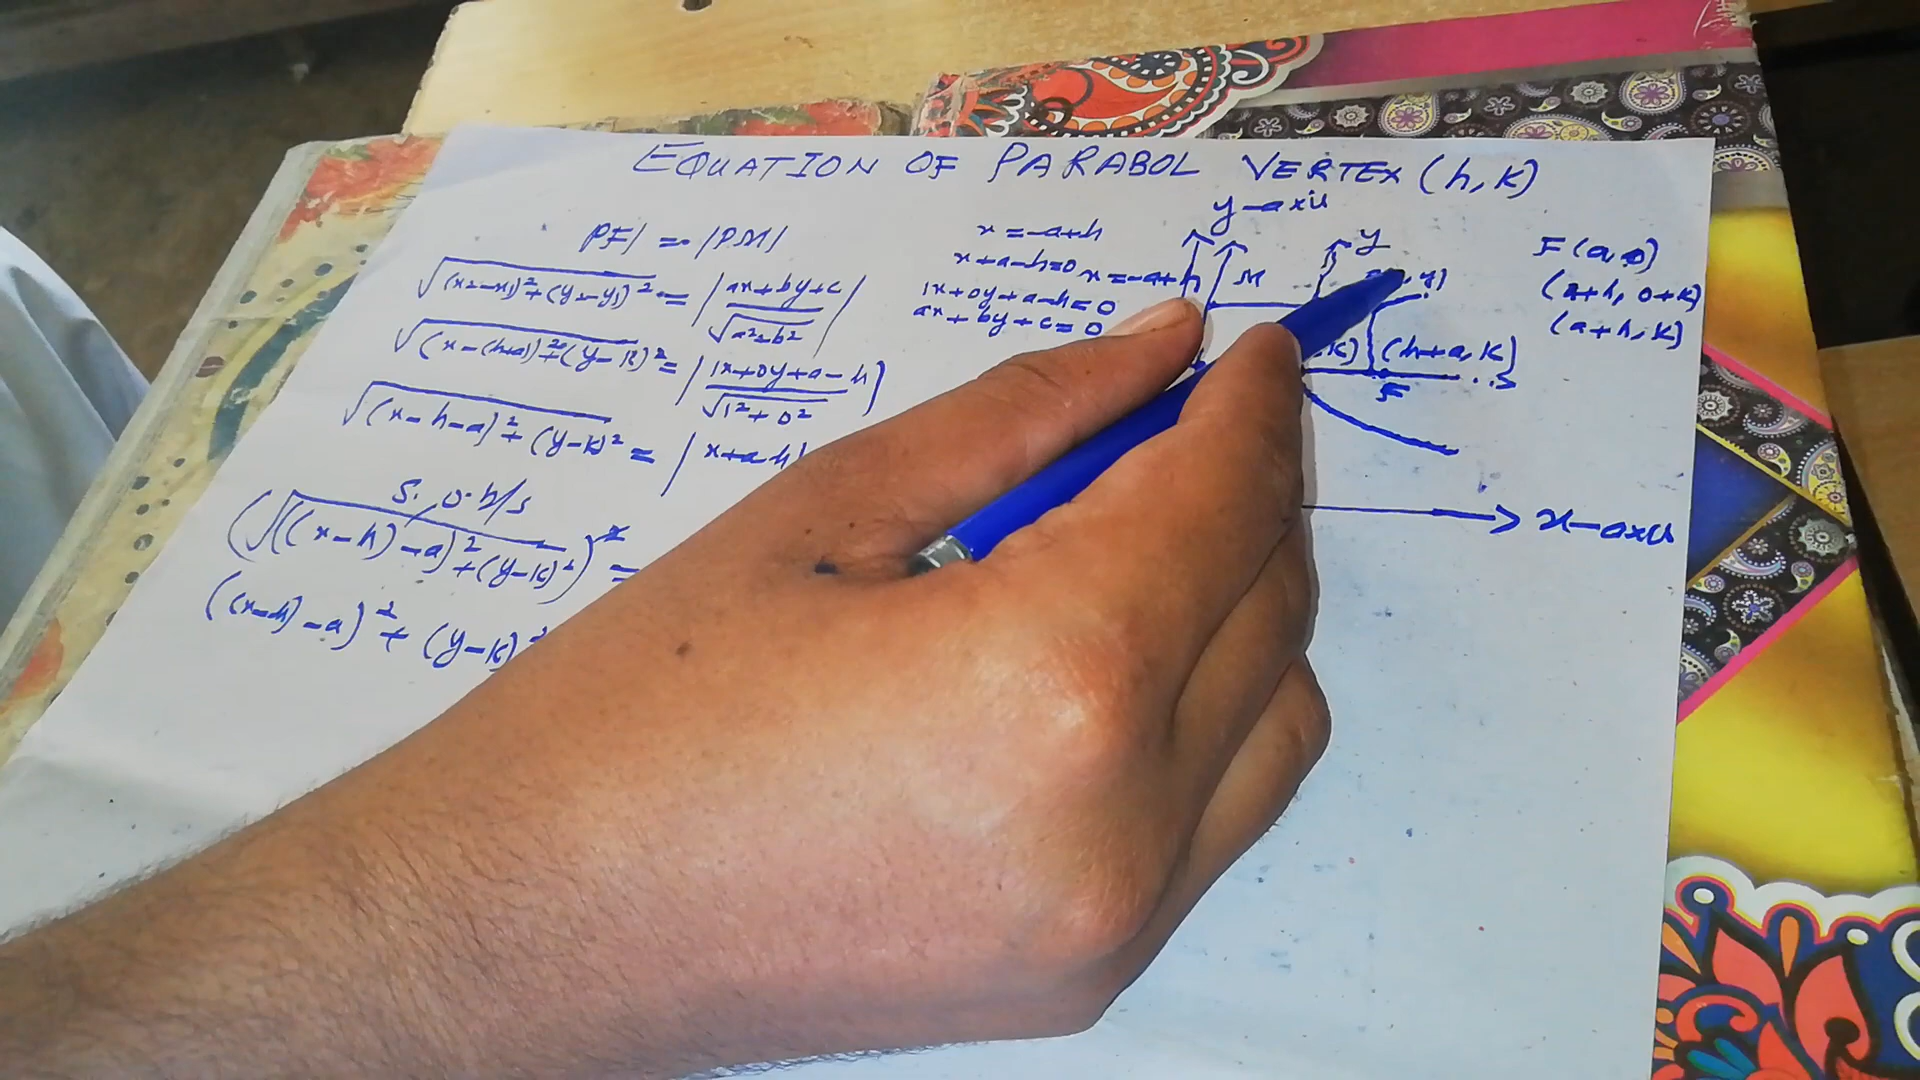 EQUATION OF PARABOL VERTEX (h, k)
PF| = |PM|
√(x₂-x₁)²+(y₂-y₁)² = |ax+by+c / √a²+b²|
√(x-(h+a))²+(y-k)² = |1x+0y+a-h / √1²+0²|
√(x-h-a)²+(y-k)² = |x+a-h|
S. O. b/s
(√((x-h)-a)²+(y-k)²)² =
((x-h)-a)² + (y-k)²
x = -a+h
x+a-h=0
1x+0y+a-h=0
ax+by+c=0
y-axis
x=-a+h
M
y
, y)
k)
(h+a, k)
F
x-axis
F(a, 0)
(a+h, 0+k)
(a+h, k)